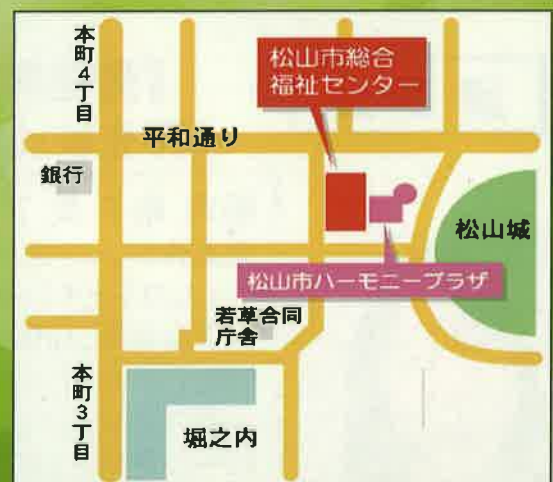 本町4丁目
松山市総合
福祉センター
平和通り
銀行
松山城
松山市ハーモニープラザ
若草合同
庁舎
本町3丁目
堀之内